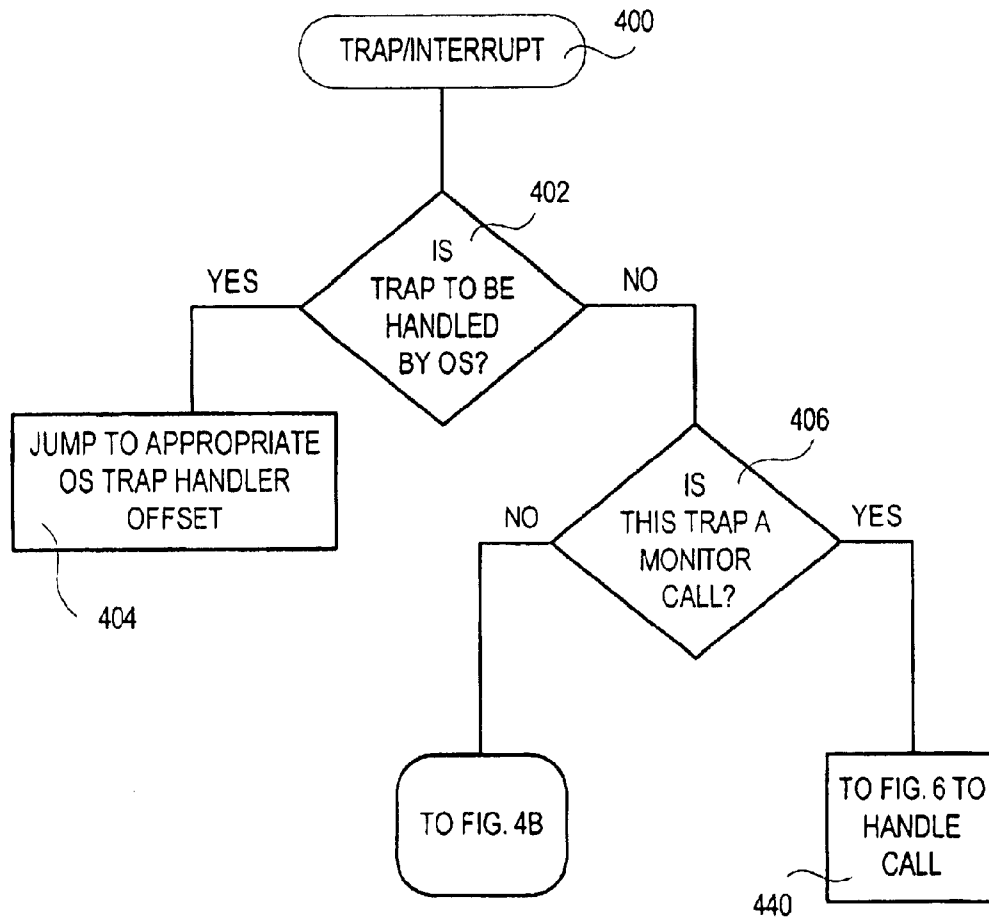 TRAP/INTERRUPT
400
402
IS
TRAP TO BE
HANDLED
BY OS?
YES
NO
JUMP TO APPROPRIATE
OS TRAP HANDLER
OFFSET
404
406
IS
THIS TRAP A
MONITOR
CALL?
NO
YES
TO FIG. 4B
TO FIG. 6 TO
HANDLE
CALL
440